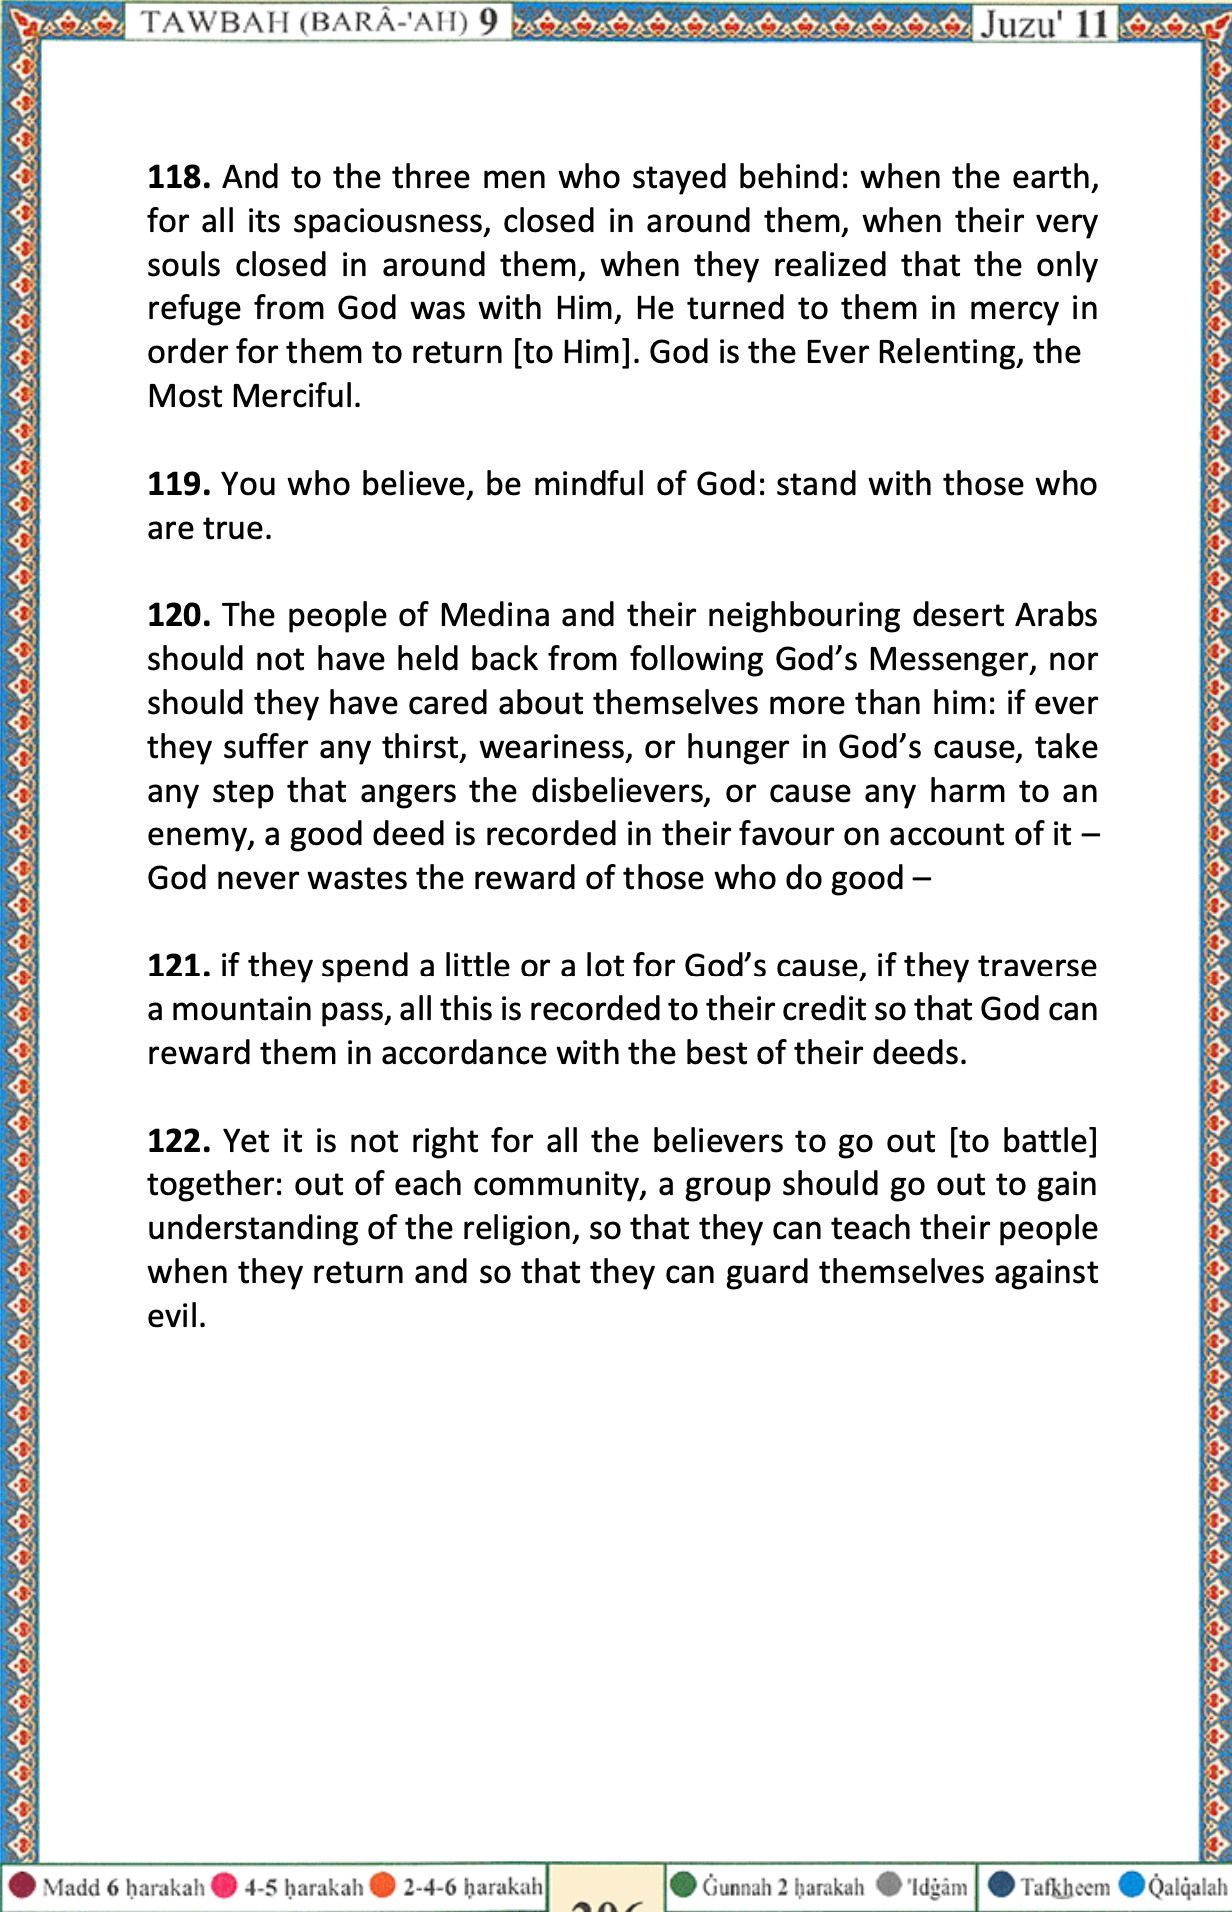 TAWBAH (BARÂ-'AH) 9
Juzu' 11
118. And to the three men who stayed behind: when the earth,
for all its spaciousness, closed in around them, when their very
souls closed in around them, when they realized that the only
refuge from God was with Him, He turned to them in mercy in
order for them to return [to Him]. God is the Ever Relenting, the
Most Merciful.
119. You who believe, be mindful of God: stand with those who
are true.
120. The people of Medina and their neighbouring desert Arabs
should not have held back from following God’s Messenger, nor
should they have cared about themselves more than him: if ever
they suffer any thirst, weariness, or hunger in God’s cause, take
any step that angers the disbelievers, or cause any harm to an
enemy, a good deed is recorded in their favour on account of it –
God never wastes the reward of those who do good –
121. if they spend a little or a lot for God’s cause, if they traverse
a mountain pass, all this is recorded to their credit so that God can
reward them in accordance with the best of their deeds.
122. Yet it is not right for all the believers to go out [to battle]
together: out of each community, a group should go out to gain
understanding of the religion, so that they can teach their people
when they return and so that they can guard themselves against
evil.
Madd 6 ḥarakah 4-5 ḥarakah 2-4-6 ḥarakah Ġunnah 2 ḥarakah 'Idġâm Tafkheem Q̇alq̇alah